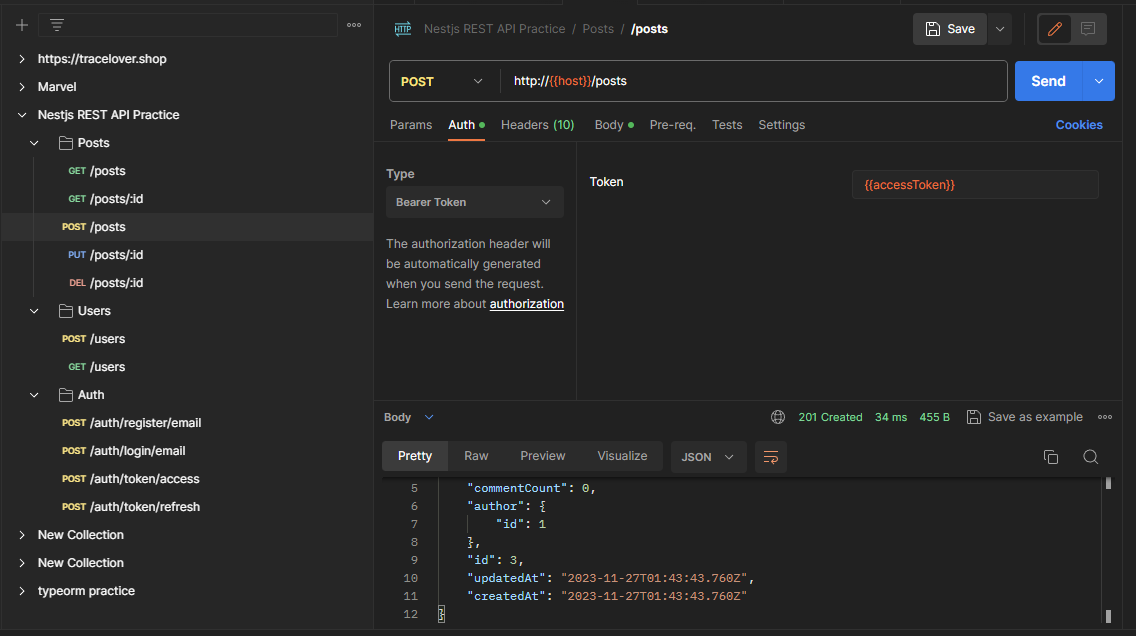 https://tracelover.shop
Marvel
Nestjs REST API Practice
Posts
GET /posts
GET /posts/:id
POST /posts
PUT /posts/:id
DEL /posts/:id
Users
POST /users
GET /users
Auth
POST /auth/register/email
POST /auth/login/email
POST /auth/token/access
POST /auth/token/refresh
New Collection
New Collection
typeorm practice
HTTP Nestjs REST API Practice / Posts / /posts
Save
POST http://{{host}}/posts
Send
Params Auth Headers (10) Body Pre-req. Tests Settings Cookies
Type
Bearer Token
The authorization header will
be automatically generated
when you send the request.
Learn more about authorization
Token {{accessToken}}
Body 201 Created 34 ms 455 B Save as example
Pretty Raw Preview Visualize JSON
5 "commentCount": 0,
6 "author": {
7 "id": 1
8 },
9 "id": 3,
10 "updatedAt": "2023-11-27T01:43:43.760Z",
11 "createdAt": "2023-11-27T01:43:43.760Z"
12 }